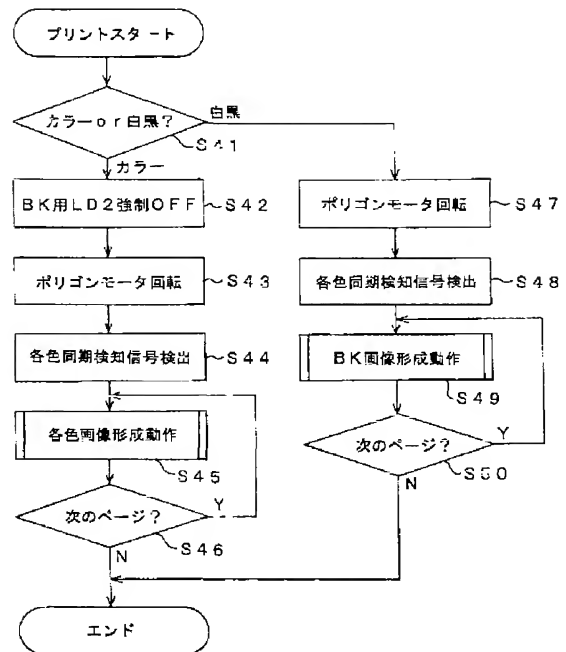 プリントスタート
カラーor白黒?
白黒
S41
カラー
BK用LD2強制OFF
S42
ポリゴンモータ回転
S43
各色同期検知信号検出
S44
各色画像形成動作
S45
次のページ?
Y
S46
N
ポリゴンモータ回転
S47
各色同期検知信号検出
S48
BK画像形成動作
S49
次のページ?
Y
S50
N
エンド